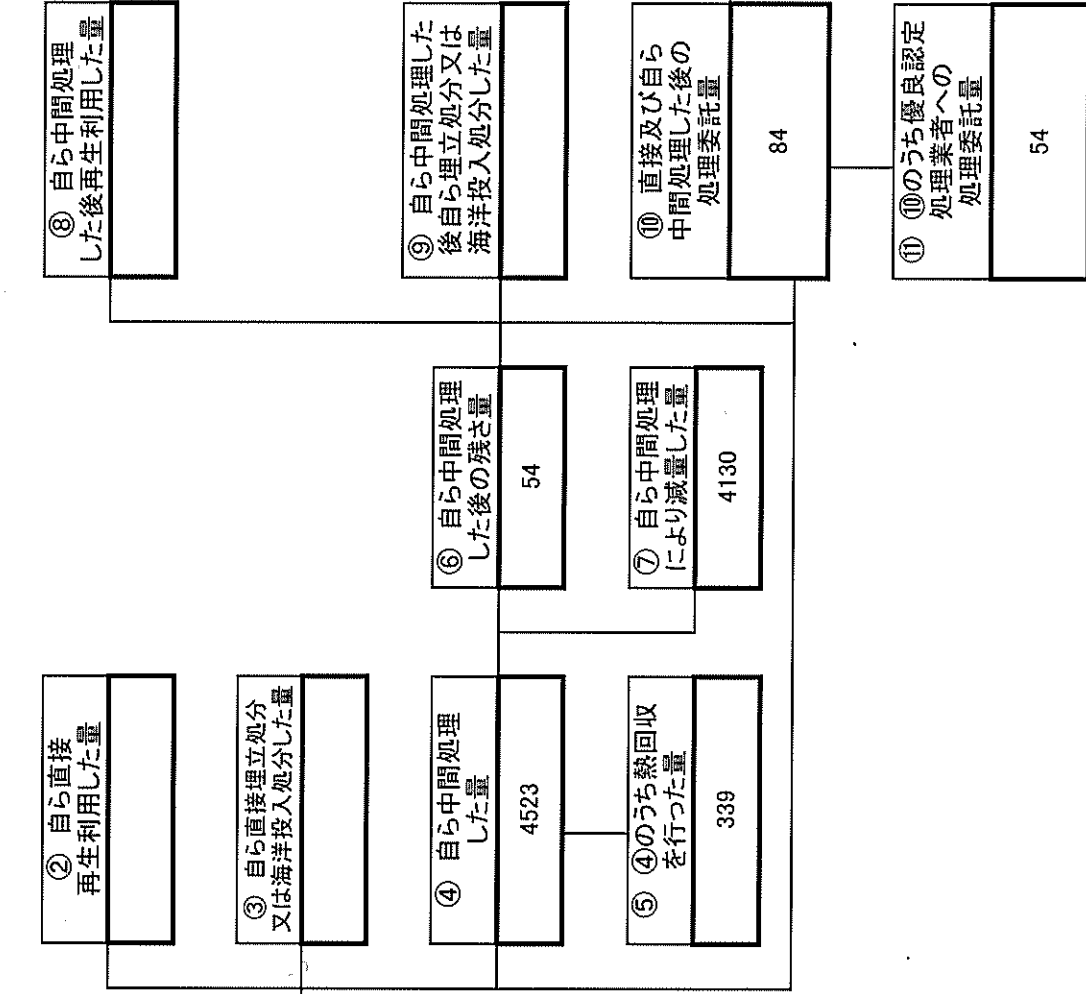 ② 自ら直接
再生利用した量
③ 自ら直接埋立処分
又は海洋投入処分した量
④ 自ら中間処理
した量
4523
⑤ ④のうち熱回収
を行った量
339
⑥ 自ら中間処理
した後の残さ量
54
⑦ 自ら中間処理
により減量した量
4130
⑧ 自ら中間処理
した後再生利用した量
⑨ 自ら中間処理した
後自ら埋立処分又は
海洋投入処分した量
⑩ 直接及び自ら
中間処理した後の
処理委託量
84
⑪ ⑩のうち優良認定
処理業者への
処理委託量
54